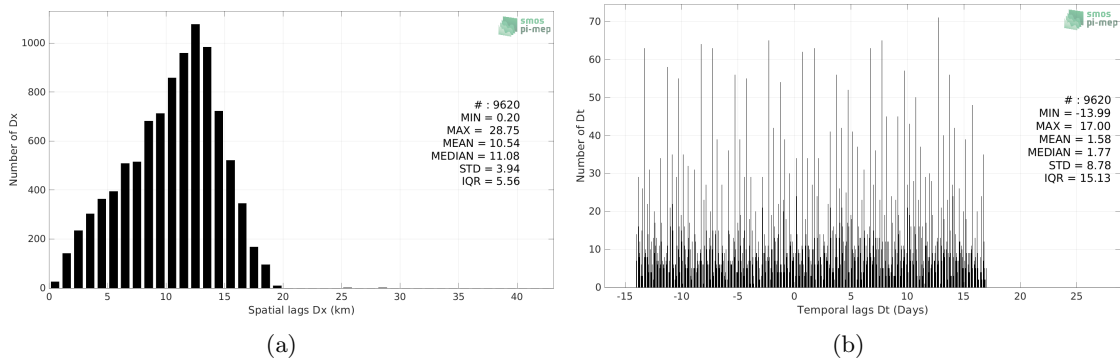 smos
pi-mep
Number of Dx
1000
800
600
400
200
0
# : 9620
MIN = 0.20
MAX = 28.75
MEAN = 10.54
MEDIAN = 11.08
STD = 3.94
IQR = 5.56
0 5 10 15 20 25 30 35 40
Spatial lags Dx (km)
(a)
smos
pi-mep
Number of Dt
70
60
50
40
30
20
10
0
# : 9620
MIN = -13.99
MAX = 17.00
MEAN = 1.58
MEDIAN = 1.77
STD = 8.78
IQR = 15.13
-15 -10 -5 0 5 10 15 20 25
Temporal lags Dt (Days)
(b)